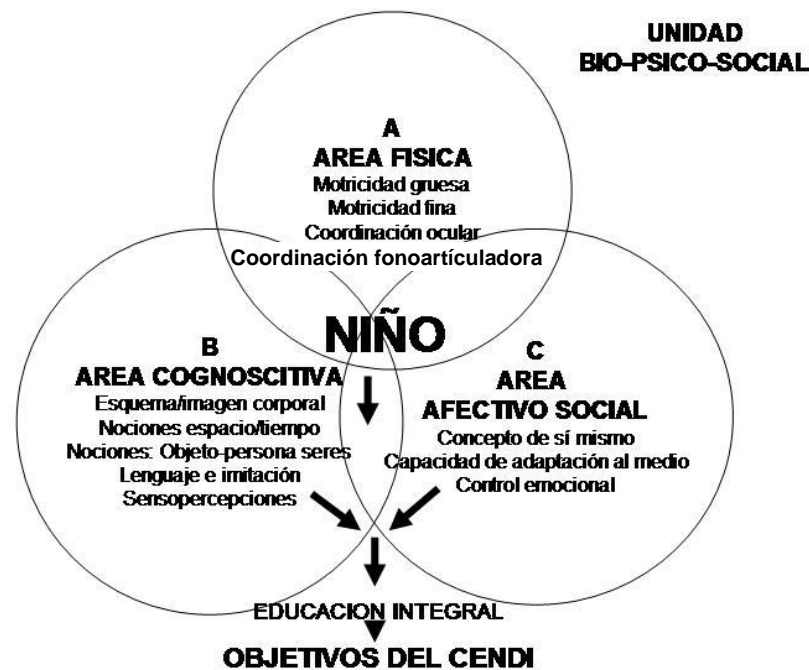 UNIDAD
BIO-PSICO-SOCIAL
A
AREA FISICA
Motricidad gruesa
Motricidad fina
Coordinación ocular
Coordinación fonoartículadora
NIÑO
B
AREA COGNOSCITIVA
Esquema/imagen corporal
Nociones espacio/tiempo
Nociones: Objeto-persona seres
Lenguaje e imitación
Sensopercepciones
C
AREA
AFECTIVO SOCIAL
Concepto de sí mismo
Capacidad de adaptación al medio
Control emocional
EDUCACION INTEGRAL
OBJETIVOS DEL CENDI